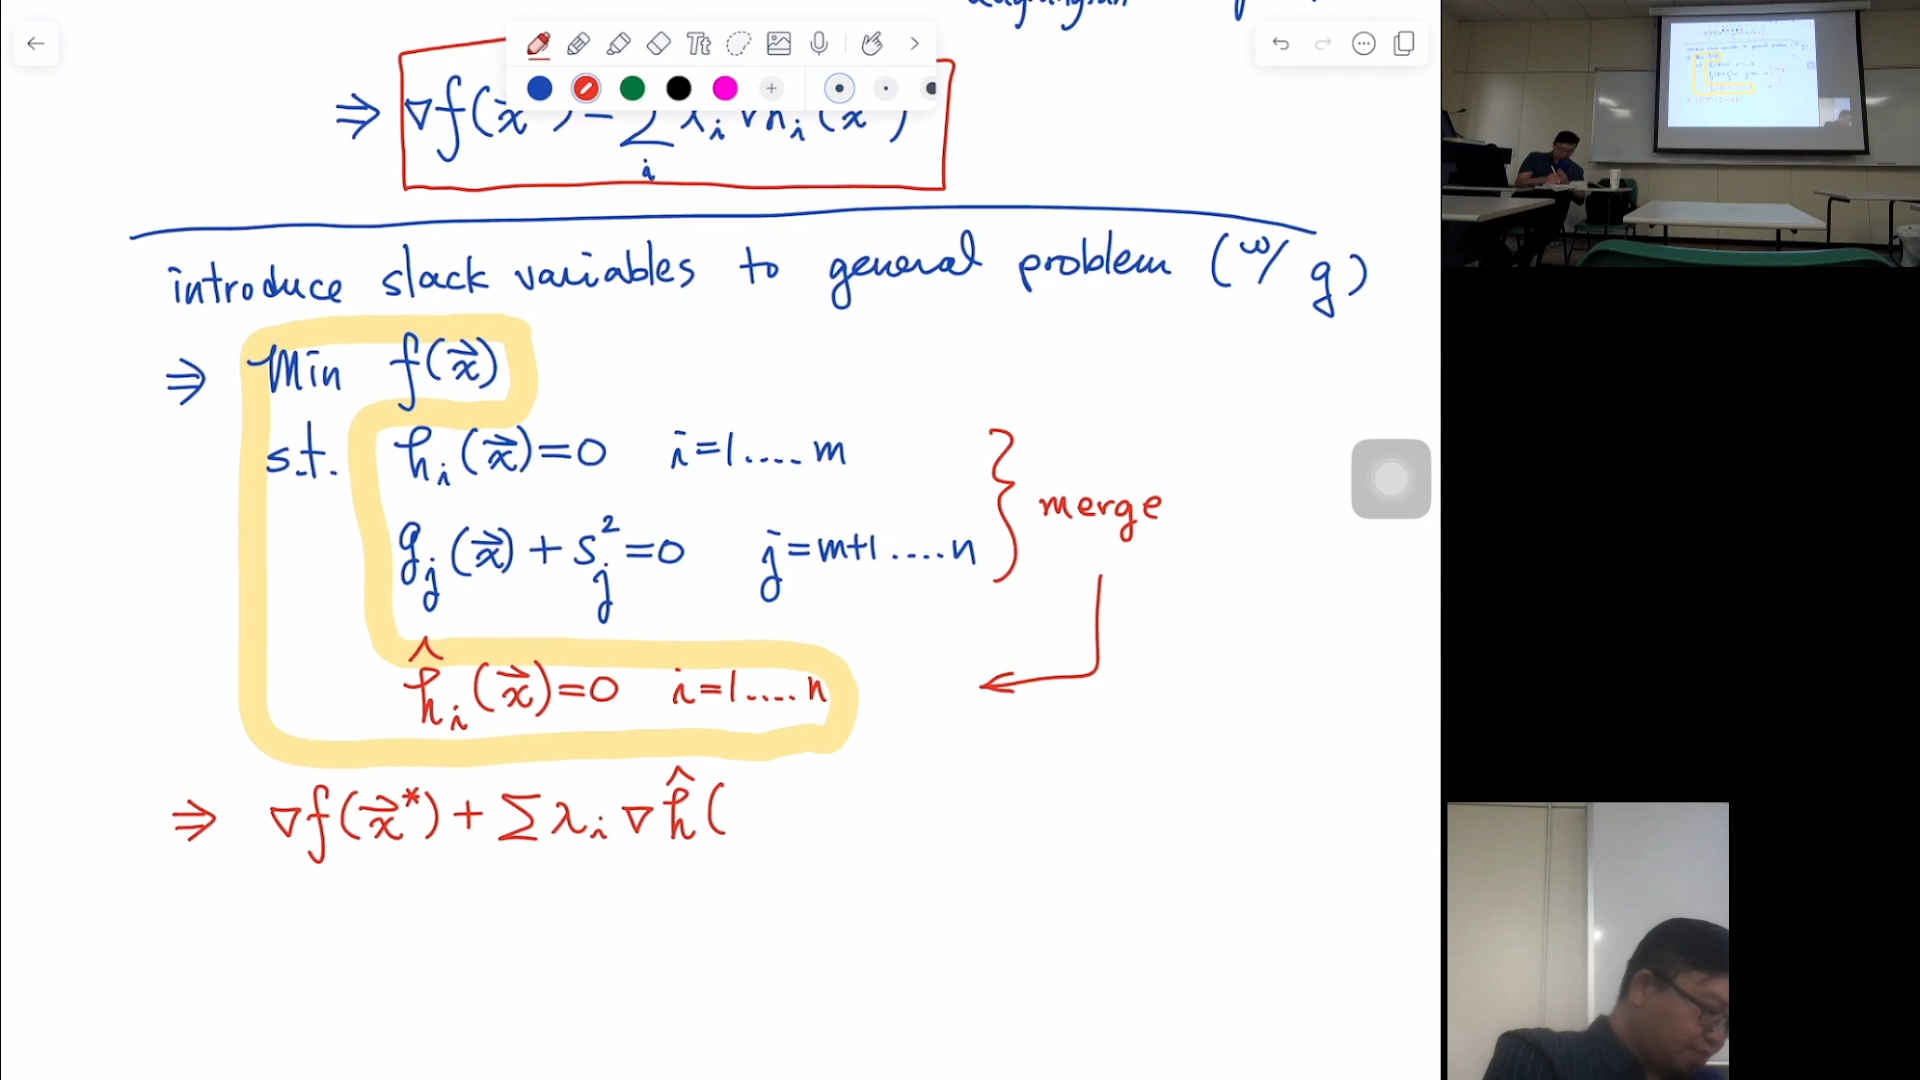 ⇒ ∇f(x ) = ∑ᵢ λᵢ ∇hᵢ(x )
introduce slack variables to general problem (w/ g)
⇒ Min f(x⃗)
s.t. hᵢ(x⃗)=0 i=1....m
gⱼ(x⃗)+sⱼ²=0 j=m+1....n
} merge
ĥᵢ(x⃗)=0 i=1....n
⇒ ∇f(x⃗*)+∑λᵢ∇ĥ(